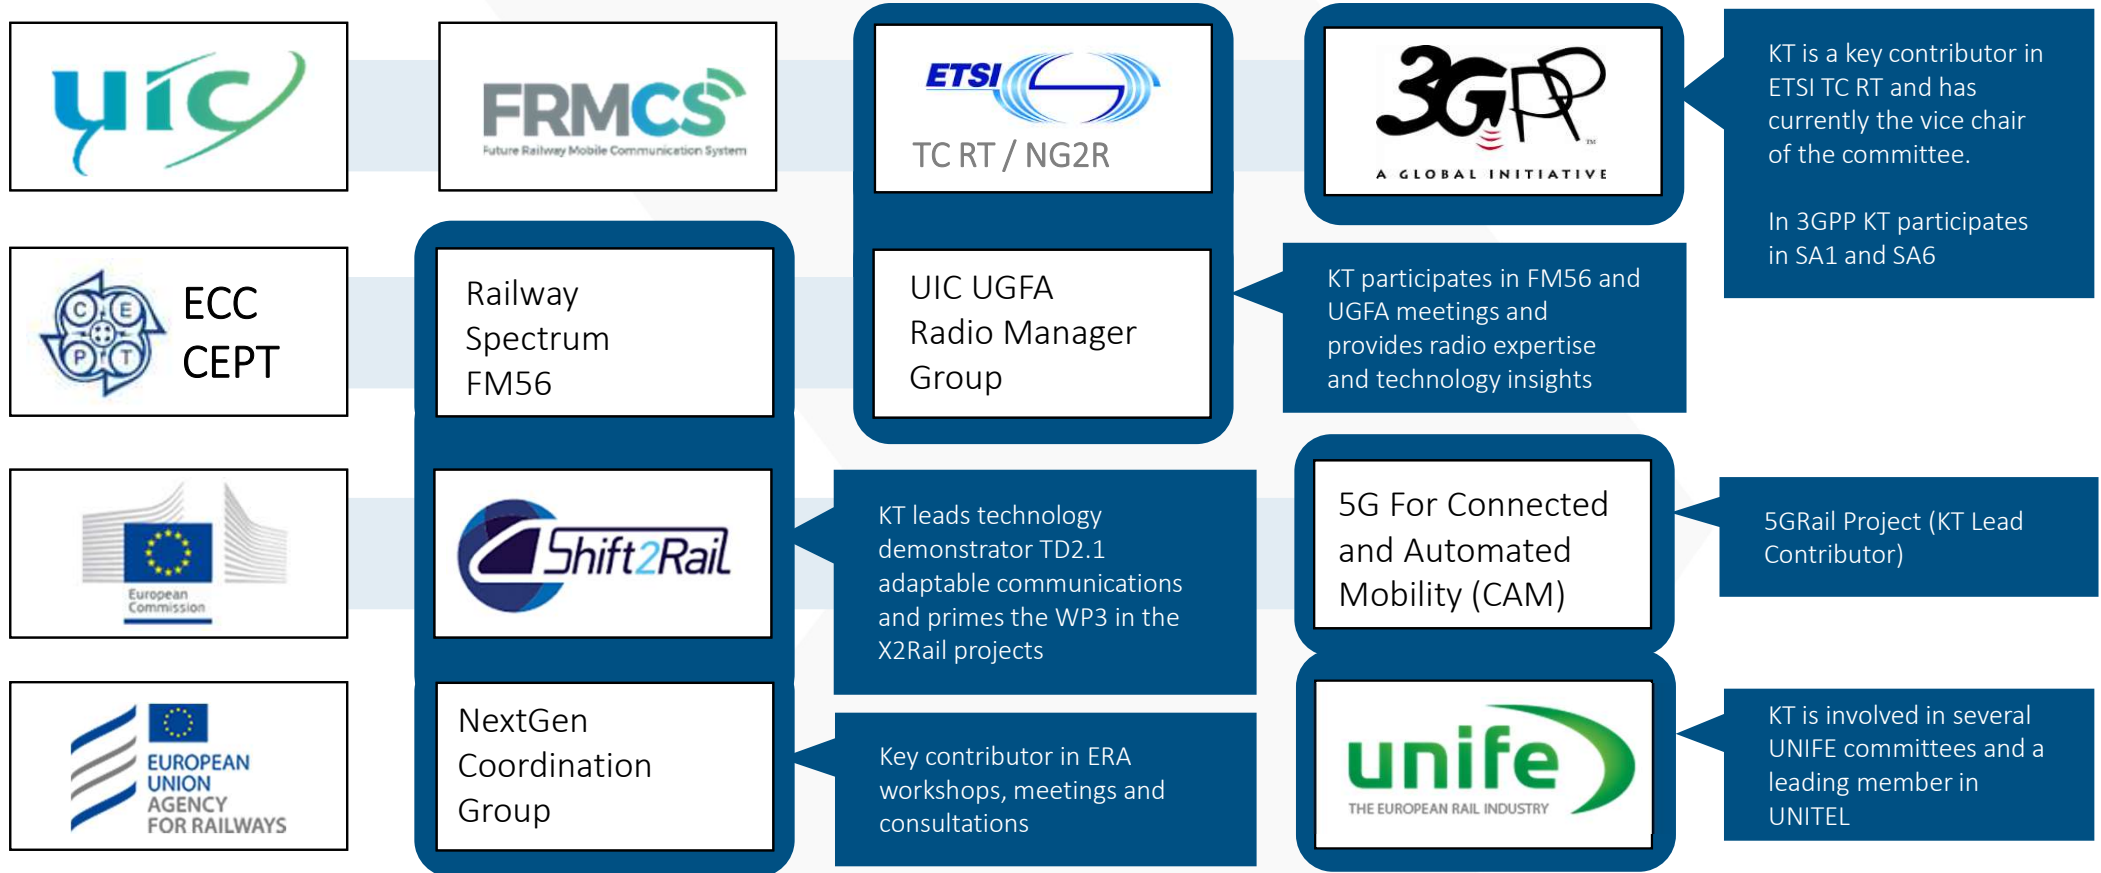 uic
FRMCS
Future Railway Mobile Communication System
ETSI
TC RT / NG2R
3GPP
TM
A GLOBAL INITIATIVE
KT is a key contributor in
ETSI TC RT and has
currently the vice chair
of the committee.
In 3GPP KT participates
in SA1 and SA6
C E
P T
ECC
CEPT
Railway
Spectrum
FM56
UIC UGFA
Radio Manager
Group
KT participates in FM56 and
UGFA meetings and
provides radio expertise
and technology insights
European
Commission
Shift2Rail
KT leads technology
demonstrator TD2.1
adaptable communications
and primes the WP3 in the
X2Rail projects
5G For Connected
and Automated
Mobility (CAM)
5GRail Project (KT Lead
Contributor)
EUROPEAN
UNION
AGENCY
FOR RAILWAYS
NextGen
Coordination
Group
Key contributor in ERA
workshops, meetings and
consultations
unife
THE EUROPEAN RAIL INDUSTRY
KT is involved in several
UNIFE committees and a
leading member in
UNITEL